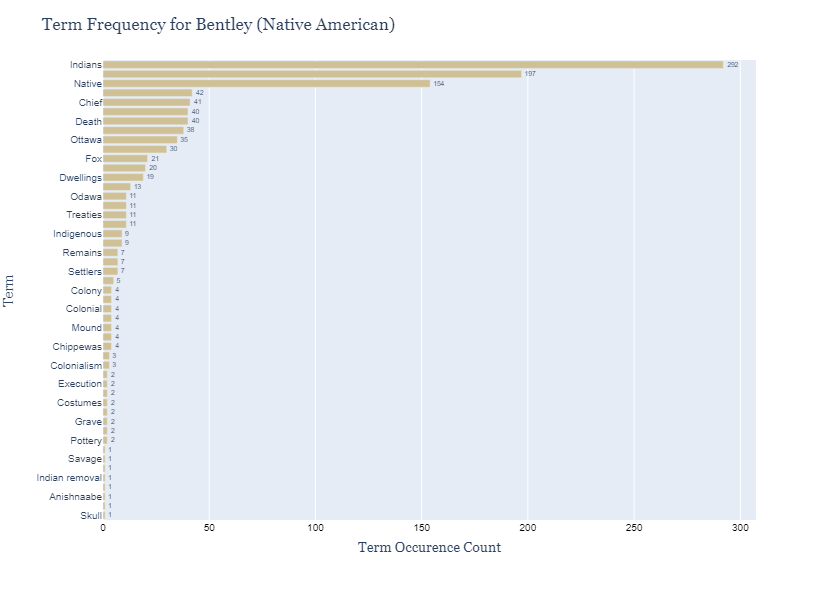 Term Frequency for Bentley (Native American)
Indians 292
197
Native 154
42
Chief 41
40
Death 40
38
Ottawa 35
30
Fox 21
20
Dwellings 19
13
Odawa 11
11
Treaties 11
11
Indigenous 9
9
Remains 7
7
Settlers 7
5
Colony 4
4
Colonial 4
4
Mound 4
4
Chippewas 4
3
Colonialism 3
2
Execution 2
2
Costumes 2
2
Grave 2
2
Pottery 2
1
Savage 1
1
Indian removal 1
1
Anishnaabe 1
1
Skull 1
0 50 100 150 200 250 300
Term Occurence Count
Term